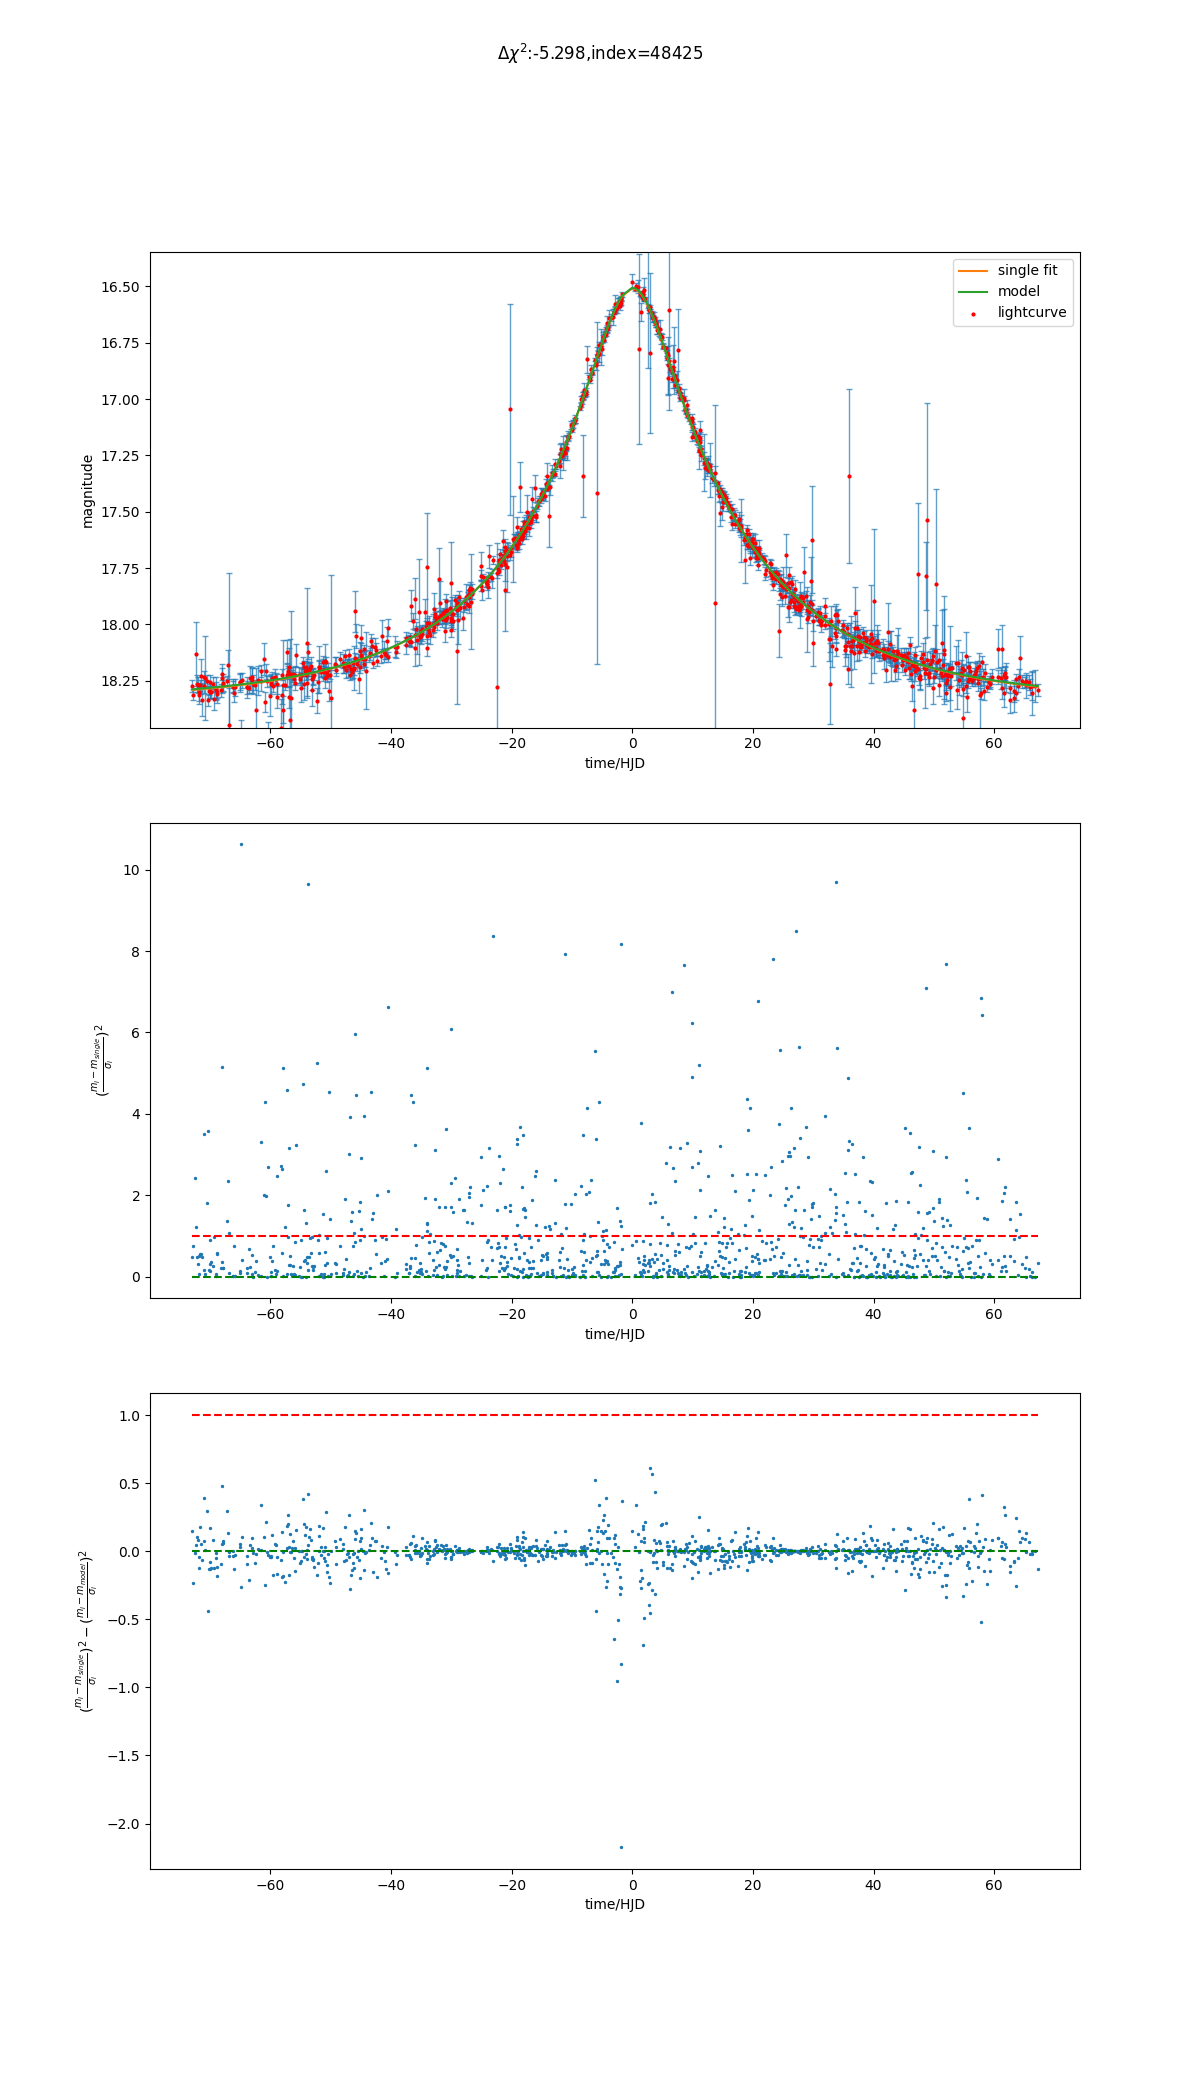 Δχ²:-5.298,index=48425
16.50
16.75
17.00
17.25
17.50
17.75
18.00
18.25
magnitude
single fit
model
lightcurve
−60 −40 −20 0 20 40 60
time/HJD
10
8
6
4
2
0
((m_i − m_single)/σ_i)²
−60 −40 −20 0 20 40 60
time/HJD
1.0
0.5
0.0
−0.5
−1.0
−1.5
−2.0
((m_i − m_single)/σ_i)² − ((m_i − m_model)/σ_i)²
−60 −40 −20 0 20 40 60
time/HJD